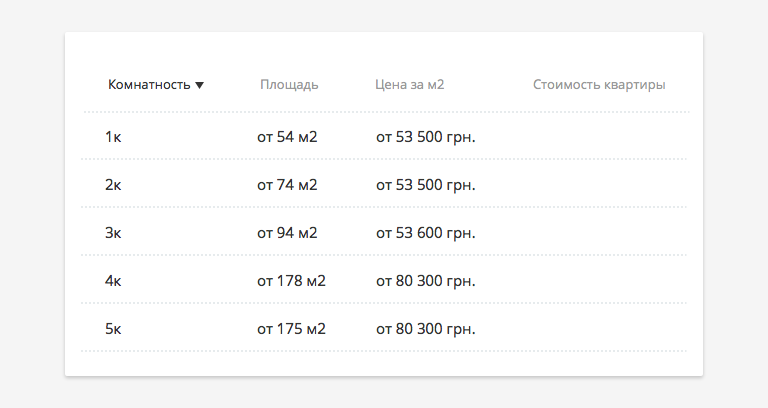 Комнатность ▼ Площадь Цена за м2 Стоимость квартиры
1к от 54 м2 от 53 500 грн.
2к от 74 м2 от 53 500 грн.
3к от 94 м2 от 53 600 грн.
4к от 178 м2 от 80 300 грн.
5к от 175 м2 от 80 300 грн.